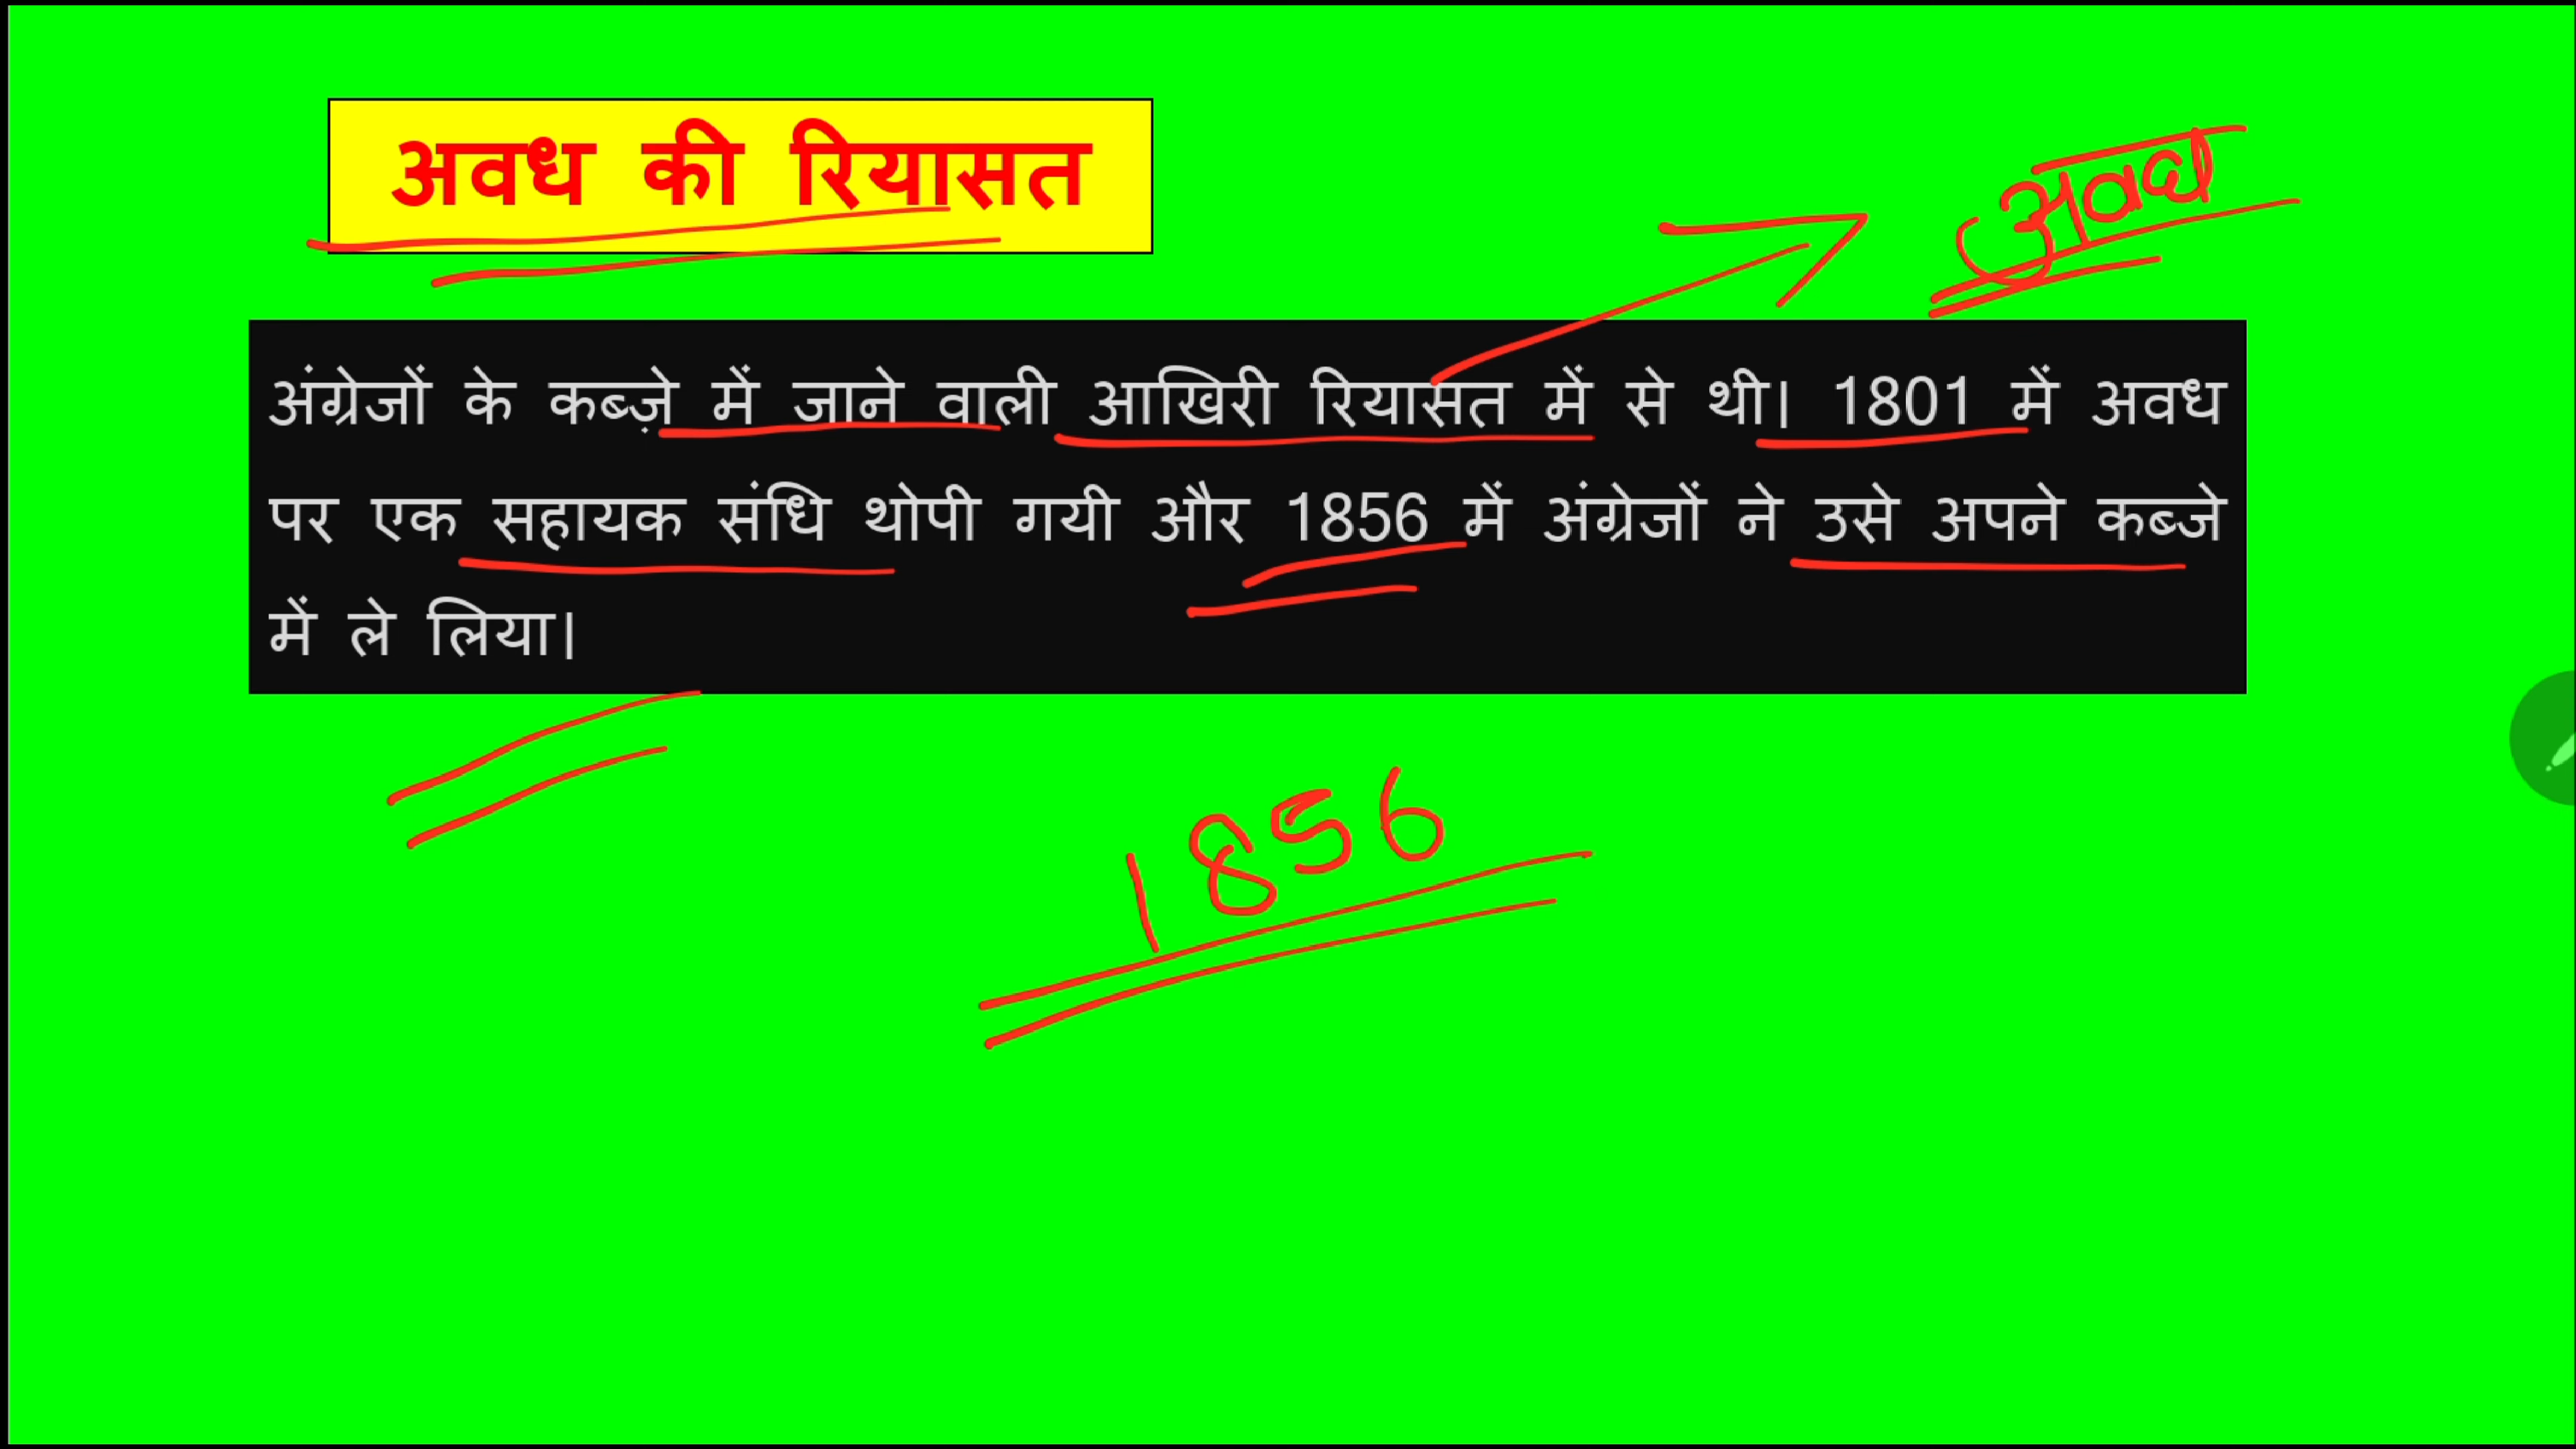 अवध की रियासत
अवध
अंग्रेजों के कब्ज़े में जाने वाली आखिरी रियासत में से थी। 1801 में अवध
पर एक सहायक संधि थोपी गयी और 1856 में अंग्रेजों ने उसे अपने कब्जे
में ले लिया।
1856